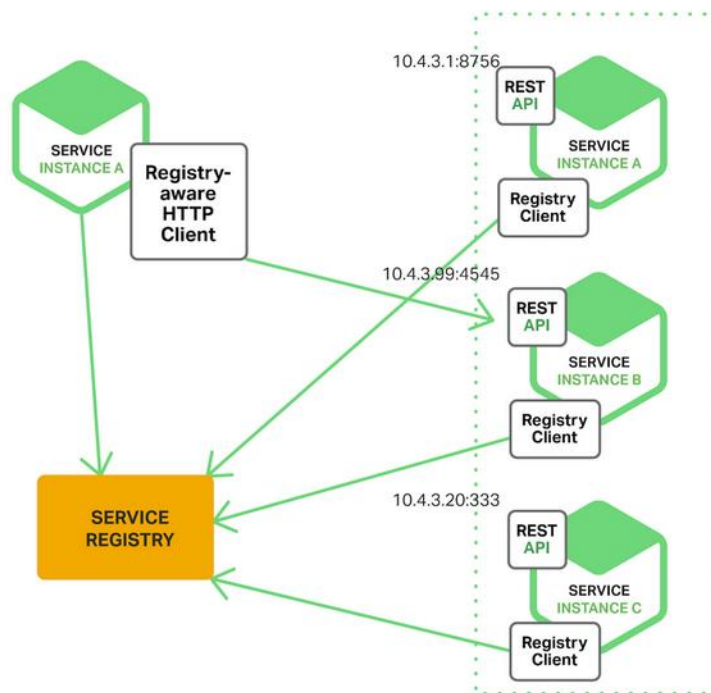 SERVICE
INSTANCE A
Registry-
aware
HTTP
Client
SERVICE
REGISTRY
10.4.3.1:8756
REST
API
SERVICE
INSTANCE A
Registry
Client
10.4.3.99:4545
REST
API
SERVICE
INSTANCE B
Registry
Client
10.4.3.20:333
REST
API
SERVICE
INSTANCE C
Registry
Client